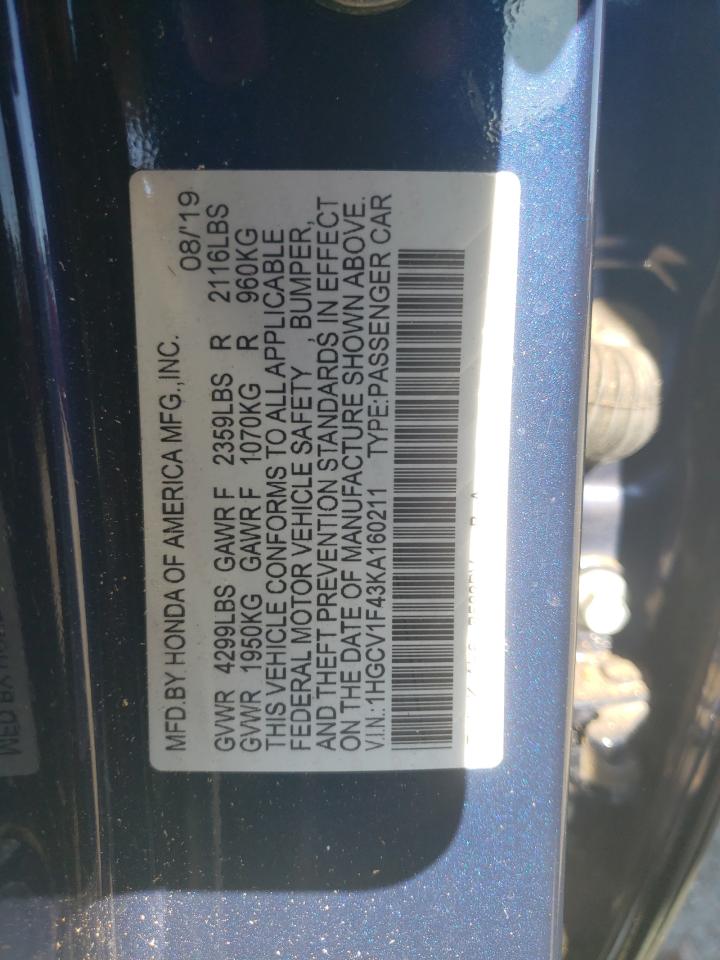 MFD.BY HONDA OF AMERICA MFG.,INC. 08/'19
GVWR 4299LBS GAWR F 2359LBS R 2116LBS
GVWR 1950KG GAWR F 1070KG R 960KG
THIS VEHICLE CONFORMS TO ALL APPLICABLE
FEDERAL MOTOR VEHICLE SAFETY, BUMPER,
AND THEFT PREVENTION STANDARDS IN EFFECT
ON THE DATE OF MANUFACTURE SHOWN ABOVE.
V.I.N.:1HGCV1F43KA160211 TYPE:PASSENGER CAR